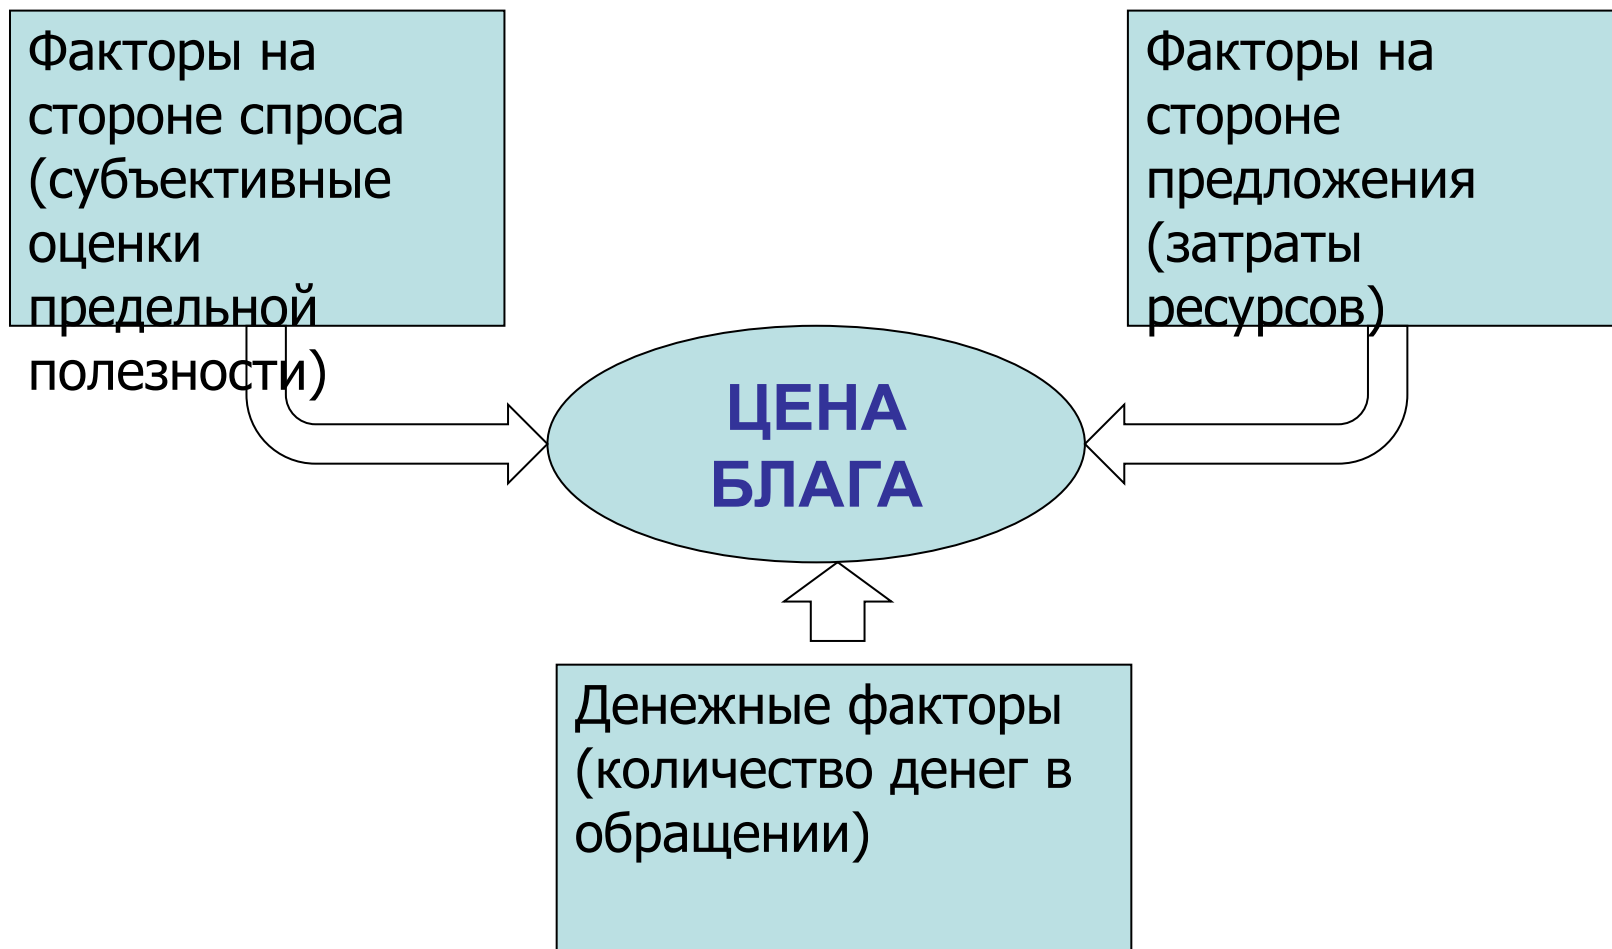 Факторы на
стороне спроса
(субъективные
оценки
предельной
полезности)
Факторы на
стороне
предложения
(затраты
ресурсов)
ЦЕНА
БЛАГА
Денежные факторы
(количество денег в
обращении)